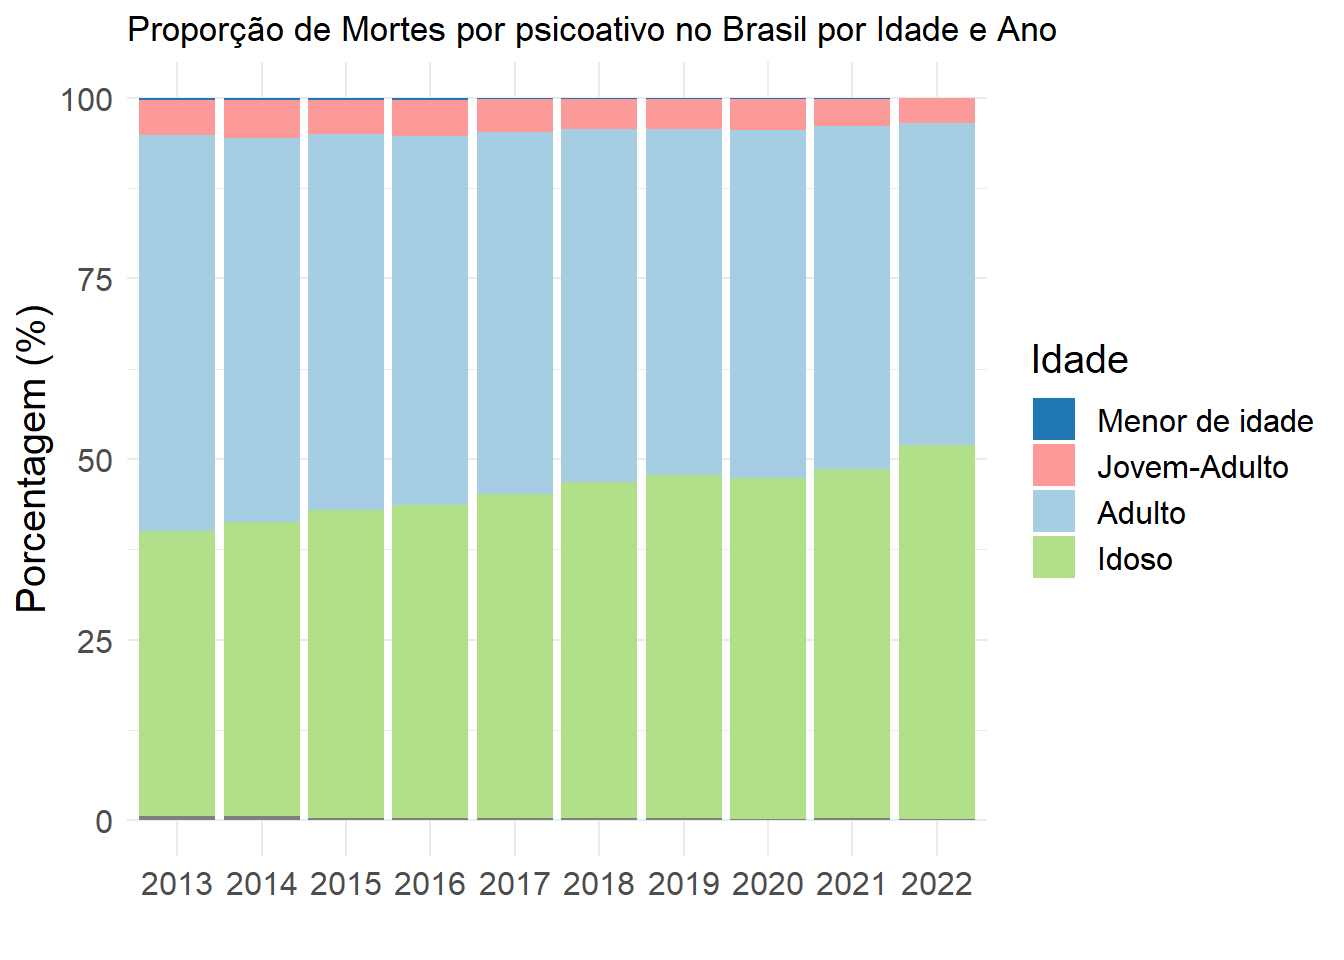 Proporção de Mortes por psicoativo no Brasil por Idade e Ano
Porcentagem (%)
100
75
50
25
0
2013 2014 2015 2016 2017 2018 2019 2020 2021 2022
Idade
Menor de idade
Jovem-Adulto
Adulto
Idoso